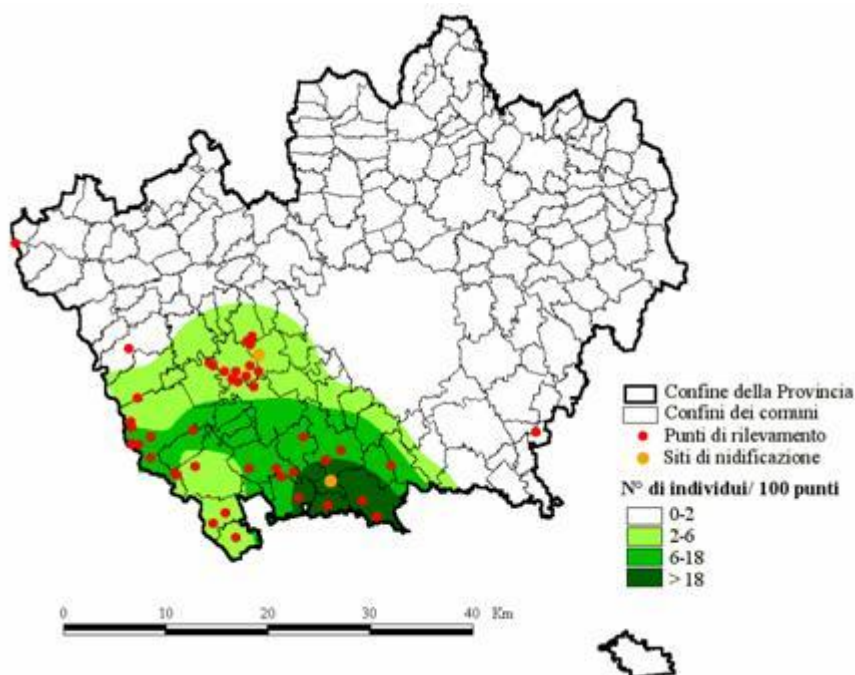 Confine della Provincia
Confini dei comuni
Punti di rilevamento
Siti di nidificazione
N° di individui/ 100 punti
0-2
2-6
6-18
> 18
0 10 20 30 40 Km